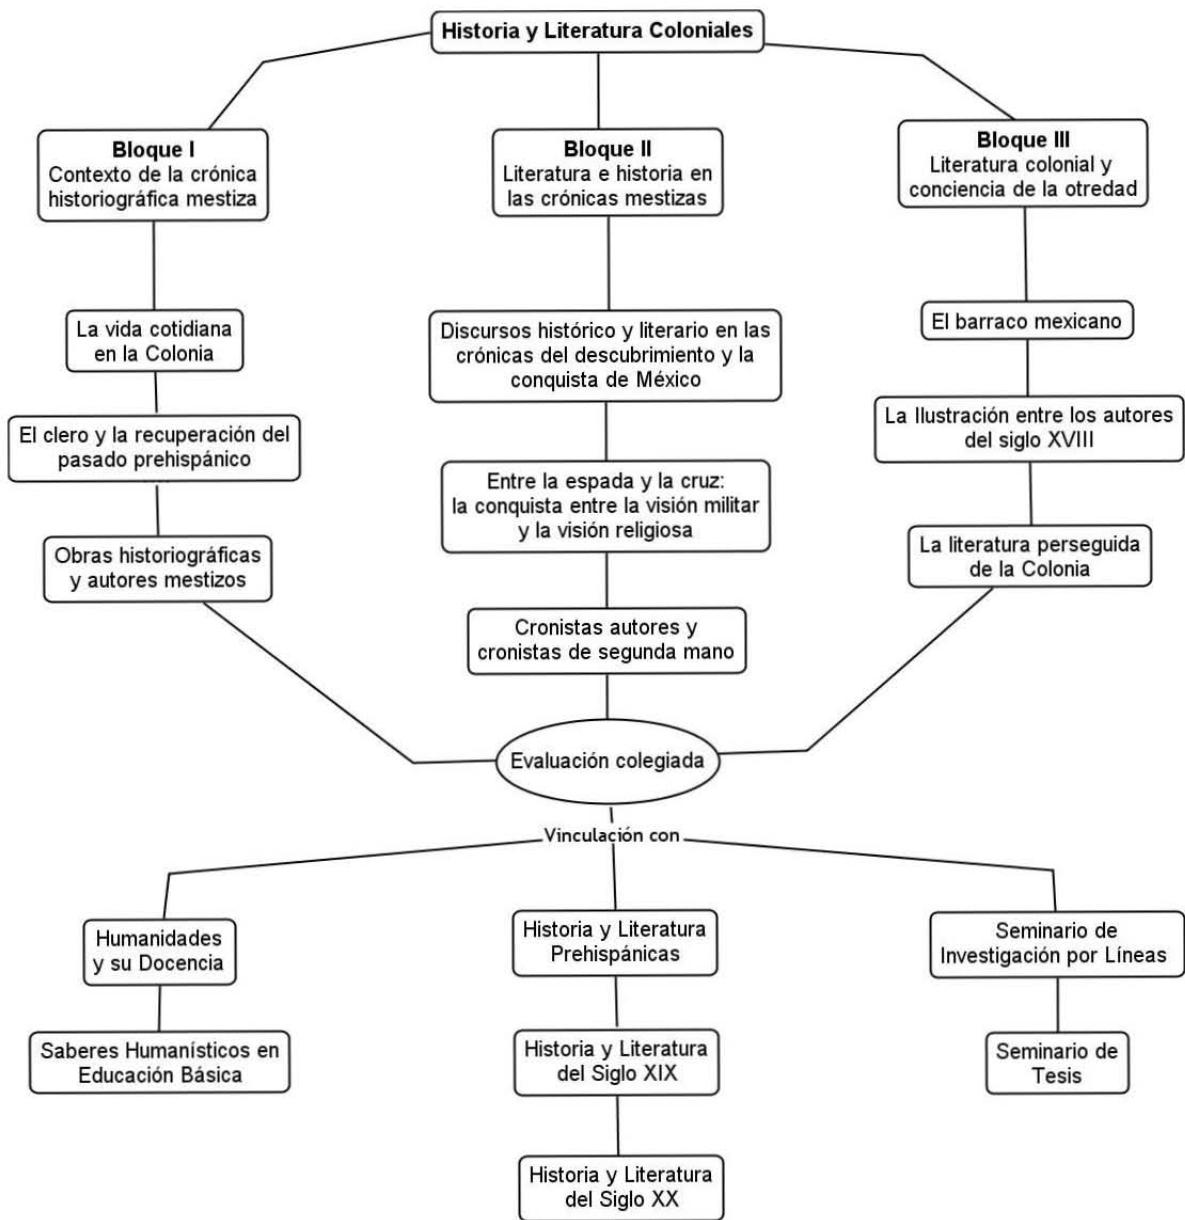 Historia y Literatura Coloniales
Bloque I
Contexto de la crónica
historiográfica mestiza
Bloque II
Literatura e historia en
las crónicas mestizas
Bloque III
Literatura colonial y
conciencia de la otredad
La vida cotidiana
en la Colonia
El clero y la recuperación del
pasado prehispánico
Obras historiográficas
y autores mestizos
Discursos histórico y literario en las
crónicas del descubrimiento y la
conquista de México
Entre la espada y la cruz:
la conquista entre la visión militar
y la visión religiosa
Cronistas autores y
cronistas de segunda mano
El barraco mexicano
La Ilustración entre los autores
del siglo XVIII
La literatura perseguida
de la Colonia
Evaluación colegiada
Vinculación con
Humanidades
y su Docencia
Saberes Humanísticos en
Educación Básica
Historia y Literatura
Prehispánicas
Historia y Literatura
del Siglo XIX
Historia y Literatura
del Siglo XX
Seminario de
Investigación por Líneas
Seminario de
Tesis